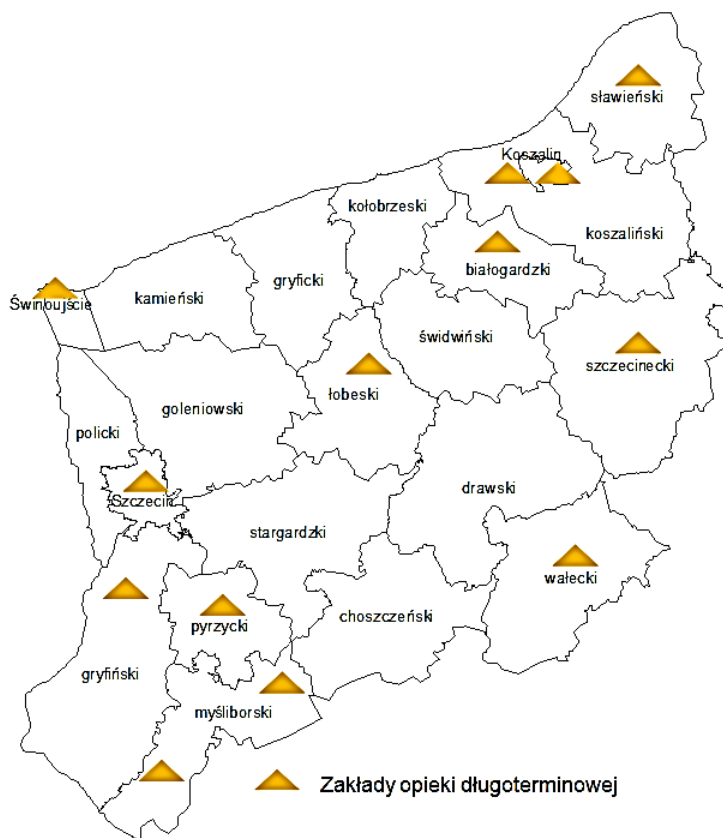 sławieński
Koszalin
kołobrzeski
koszaliński
białogardzki
gryficki
kamieński
Świnoujście
świdwiński
szczecinecki
łobeski
goleniowski
policki
drawski
Szczecin
stargardzki
wałecki
choszczeński
pyrzycki
gryfiński
myśliborski
Zakłady opieki długoterminowej